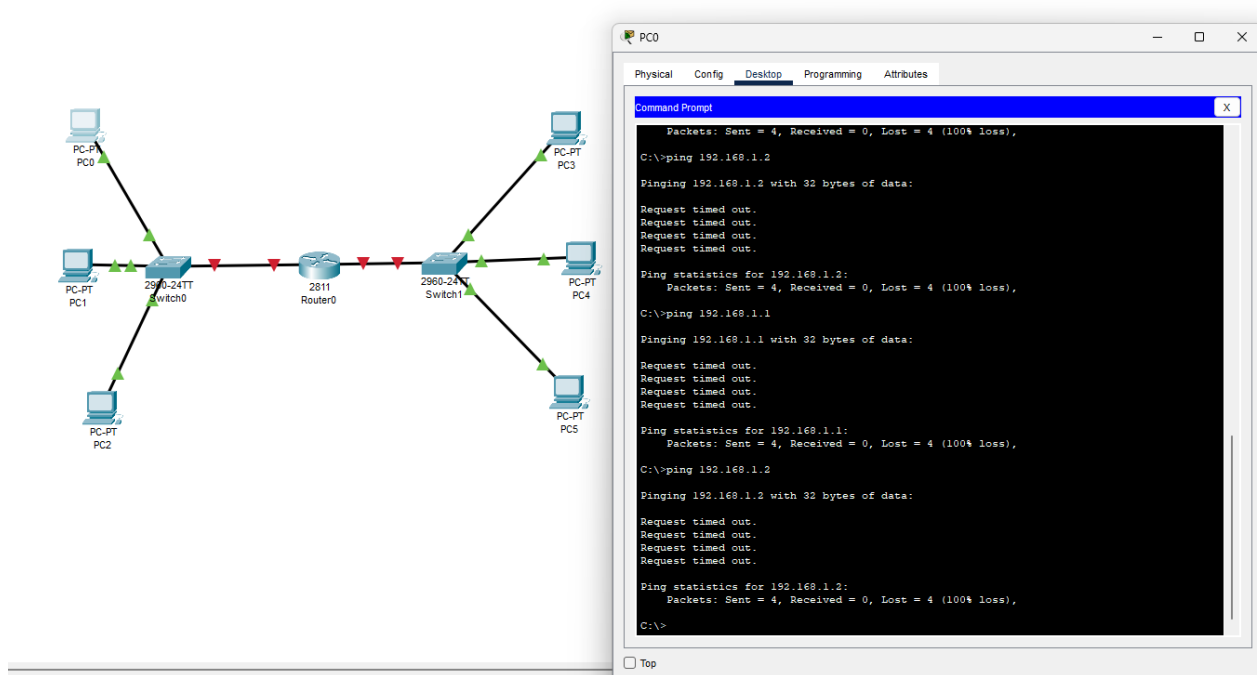 PC-PT
PC0
PC-PT
PC1
PC-PT
PC2
2960-24TT
Switch0
2811
Router0
2960-24TT
Switch1
PC-PT
PC3
PC-PT
PC4
PC-PT
PC5
PC0
Physical Config Desktop Programming Attributes
Command Prompt
X
Packets: Sent = 4, Received = 0, Lost = 4 (100% loss),
C:\>ping 192.168.1.2
Pinging 192.168.1.2 with 32 bytes of data:
Request timed out.
Request timed out.
Request timed out.
Request timed out.
Ping statistics for 192.168.1.2:
Packets: Sent = 4, Received = 0, Lost = 4 (100% loss),
C:\>ping 192.168.1.1
Pinging 192.168.1.1 with 32 bytes of data:
Request timed out.
Request timed out.
Request timed out.
Request timed out.
Ping statistics for 192.168.1.1:
Packets: Sent = 4, Received = 0, Lost = 4 (100% loss),
C:\>ping 192.168.1.2
Pinging 192.168.1.2 with 32 bytes of data:
Request timed out.
Request timed out.
Request timed out.
Request timed out.
Ping statistics for 192.168.1.2:
Packets: Sent = 4, Received = 0, Lost = 4 (100% loss),
C:\>
Top